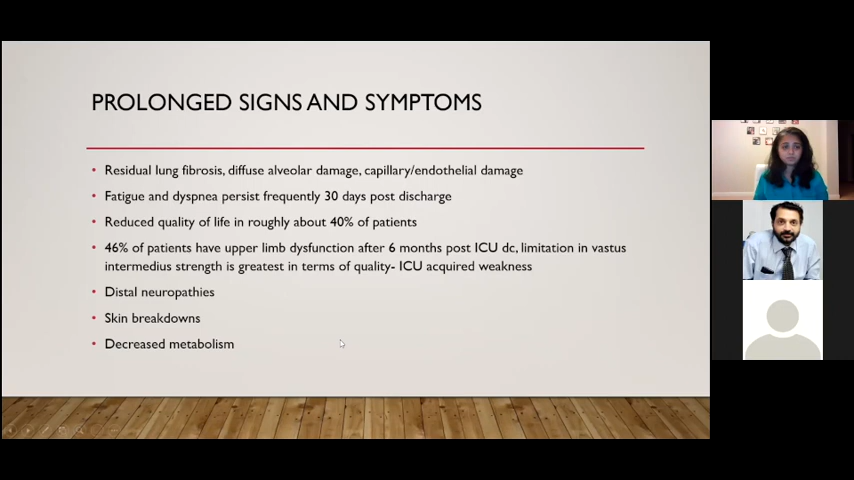 PROLONGED SIGNS AND SYMPTOMS
• Residual lung fibrosis, diffuse alveolar damage, capillary/endothelial damage
• Fatigue and dyspnea persist frequently 30 days post discharge
• Reduced quality of life in roughly about 40% of patients
• 46% of patients have upper limb dysfunction after 6 months post ICU dc, limitation in vastus
intermedius strength is greatest in terms of quality- ICU acquired weakness
• Distal neuropathies
• Skin breakdowns
• Decreased metabolism